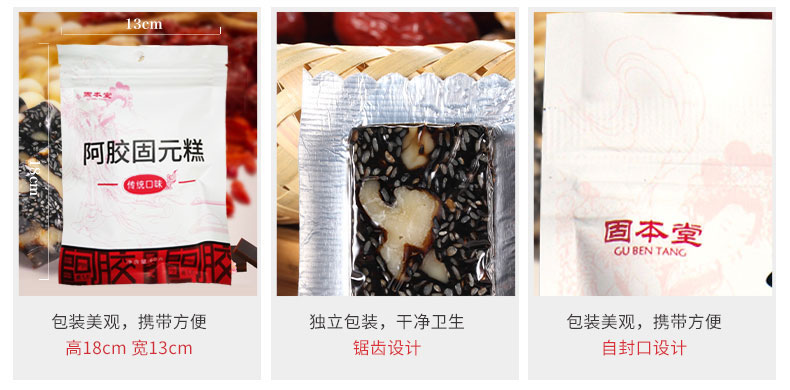 13cm
18cm
固本堂
阿胶固元糕
传统口味
阿胶
包装美观，携带方便
高18cm 宽13cm
独立包装，干净卫生
锯齿设计
固本堂
GU BEN TANG
包装美观，携带方便
自封口设计